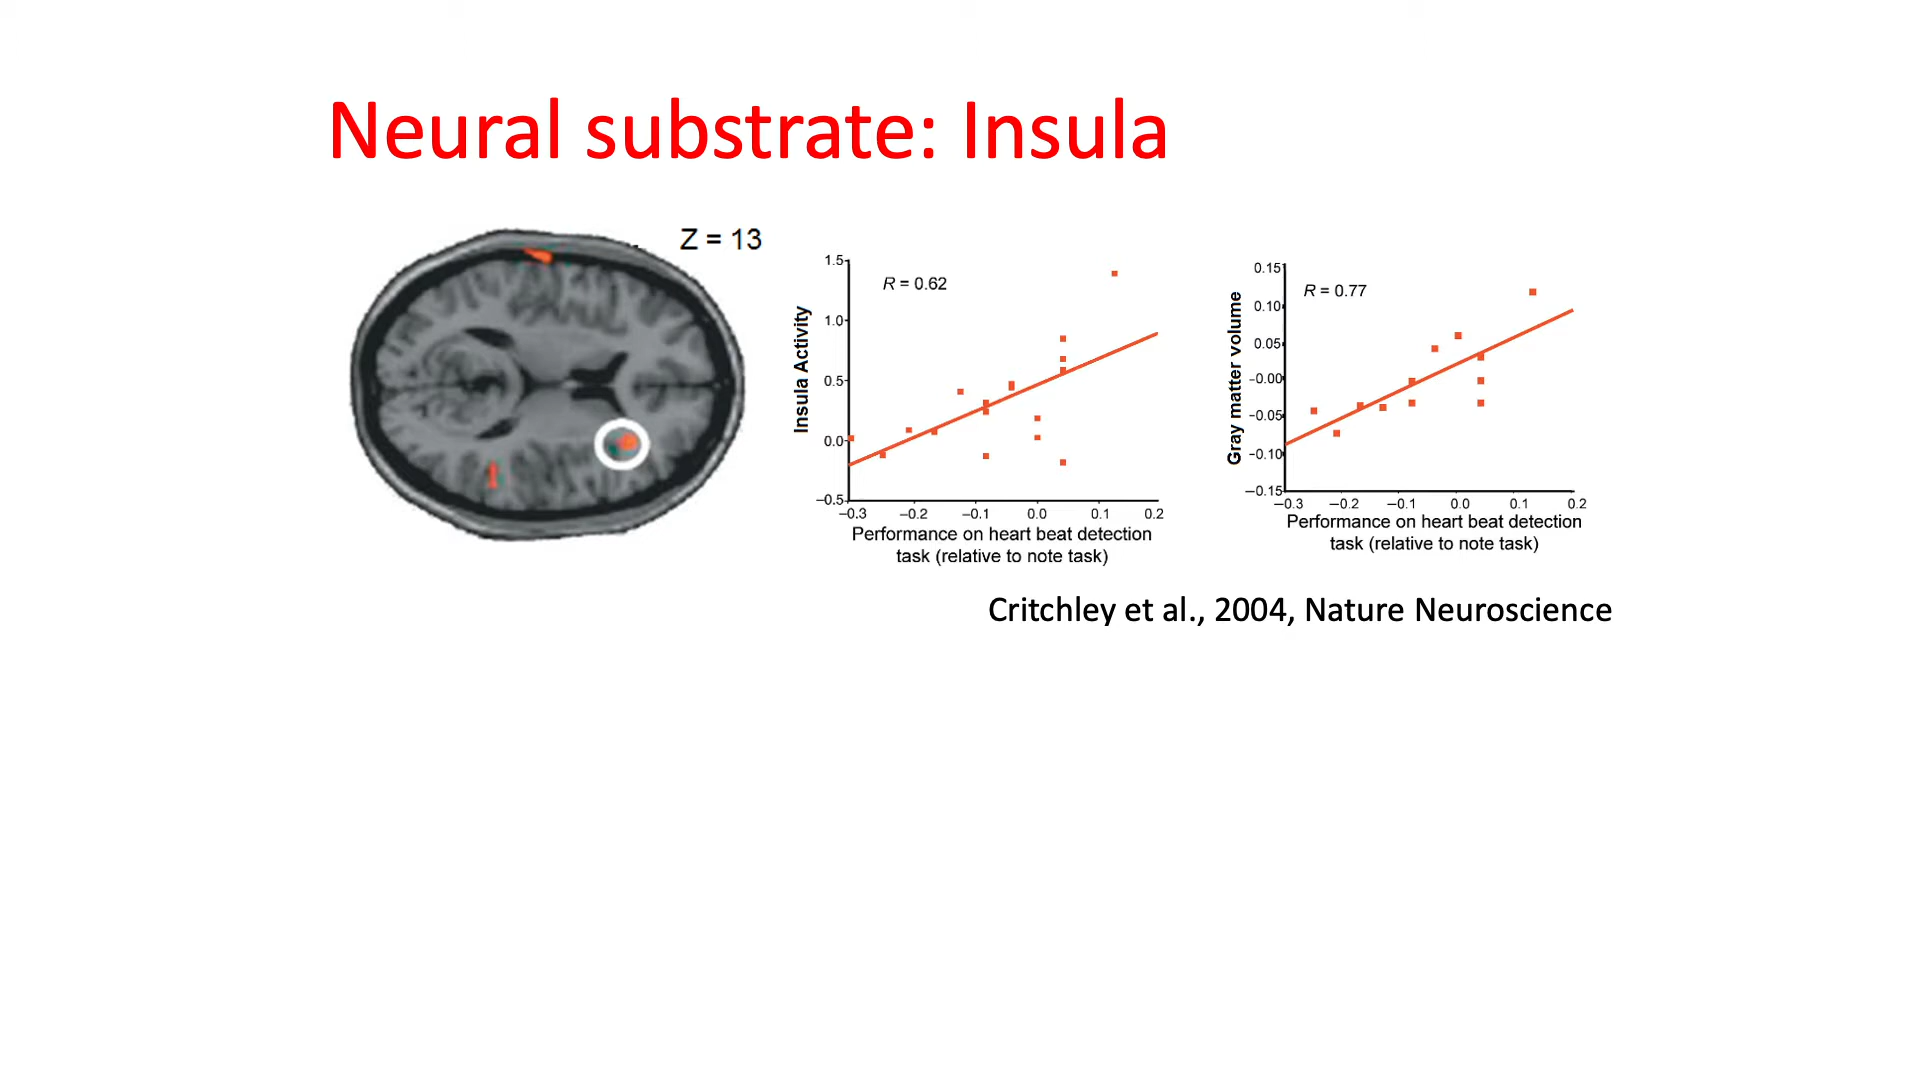 Neural substrate: Insula
Z = 13
1.5
1.0
0.5
0.0
–0.5
Insula Activity
R = 0.62
–0.3 –0.2 –0.1 0.0 0.1 0.2
Performance on heart beat detection
task (relative to note task)
0.15
0.10
0.05
-0.00
-0.05
-0.10
–0.15
Gray matter volume
R = 0.77
–0.3 –0.2 –0.1 0.0 0.1 0.2
Performance on heart beat detection
task (relative to note task)
Critchley et al., 2004, Nature Neuroscience